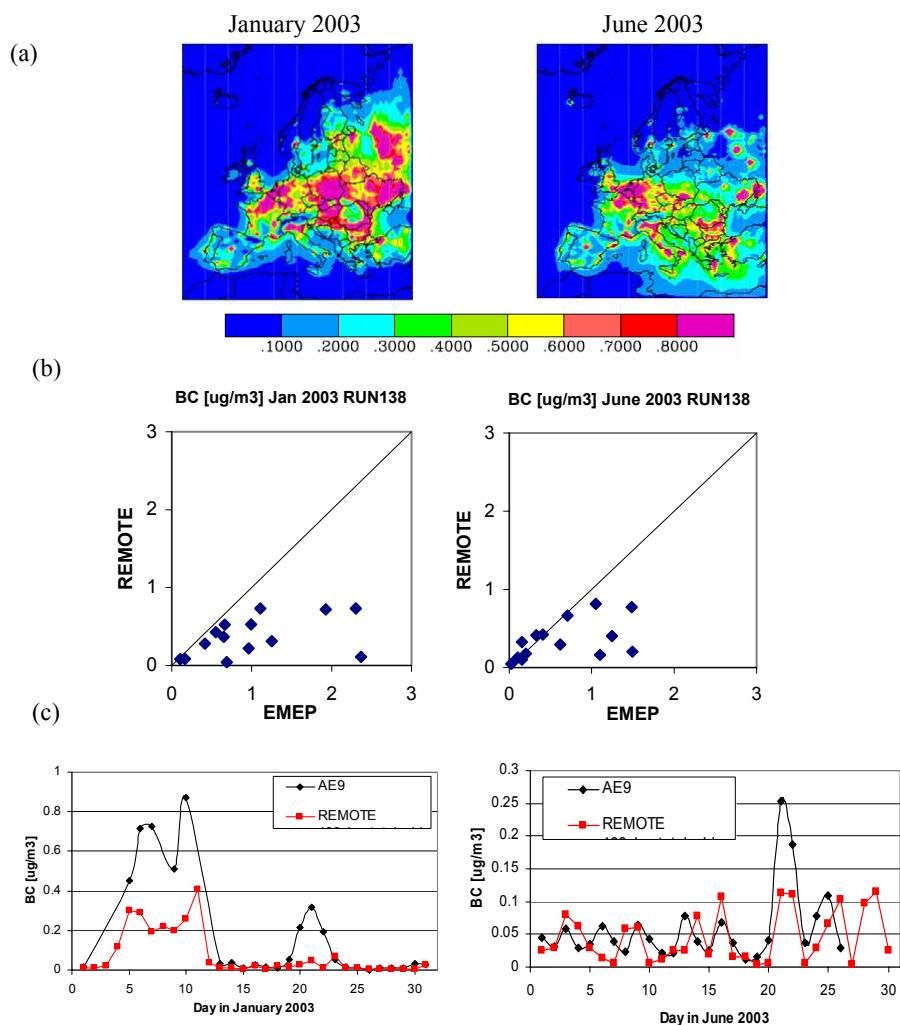 January 2003
June 2003
(a)
.1000 .2000 .3000 .4000 .5000 .6000 .7000 .8000
(b)
BC [ug/m3] Jan 2003 RUN138
BC [ug/m3] June 2003 RUN138
3
2
1
0
REMOTE
0 1 2 3
EMEP
3
2
1
0
REMOTE
0 1 2 3
EMEP
(c)
1
0.8
0.6
0.4
0.2
0
BC [ug/m3]
AE9
REMOTE
0 5 10 15 20 25 30
Day in January 2003
0.3
0.25
0.2
0.15
0.1
0.05
0
BC [ug/m3]
AE9
REMOTE
0 5 10 15 20 25 30
Day in June 2003